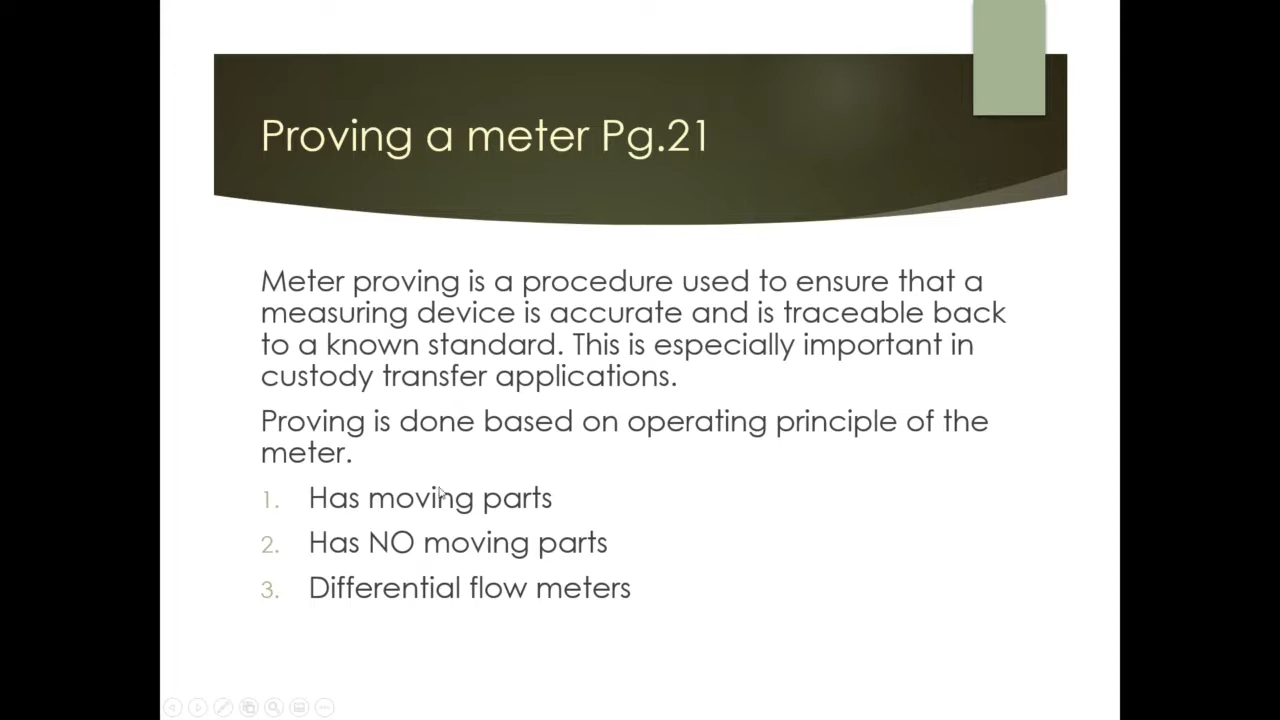 Proving a meter Pg.21
Meter proving is a procedure used to ensure that a
measuring device is accurate and is traceable back
to a known standard. This is especially important in
custody transfer applications.
Proving is done based on operating principle of the
meter.
1. Has moving parts
2. Has NO moving parts
3. Differential flow meters